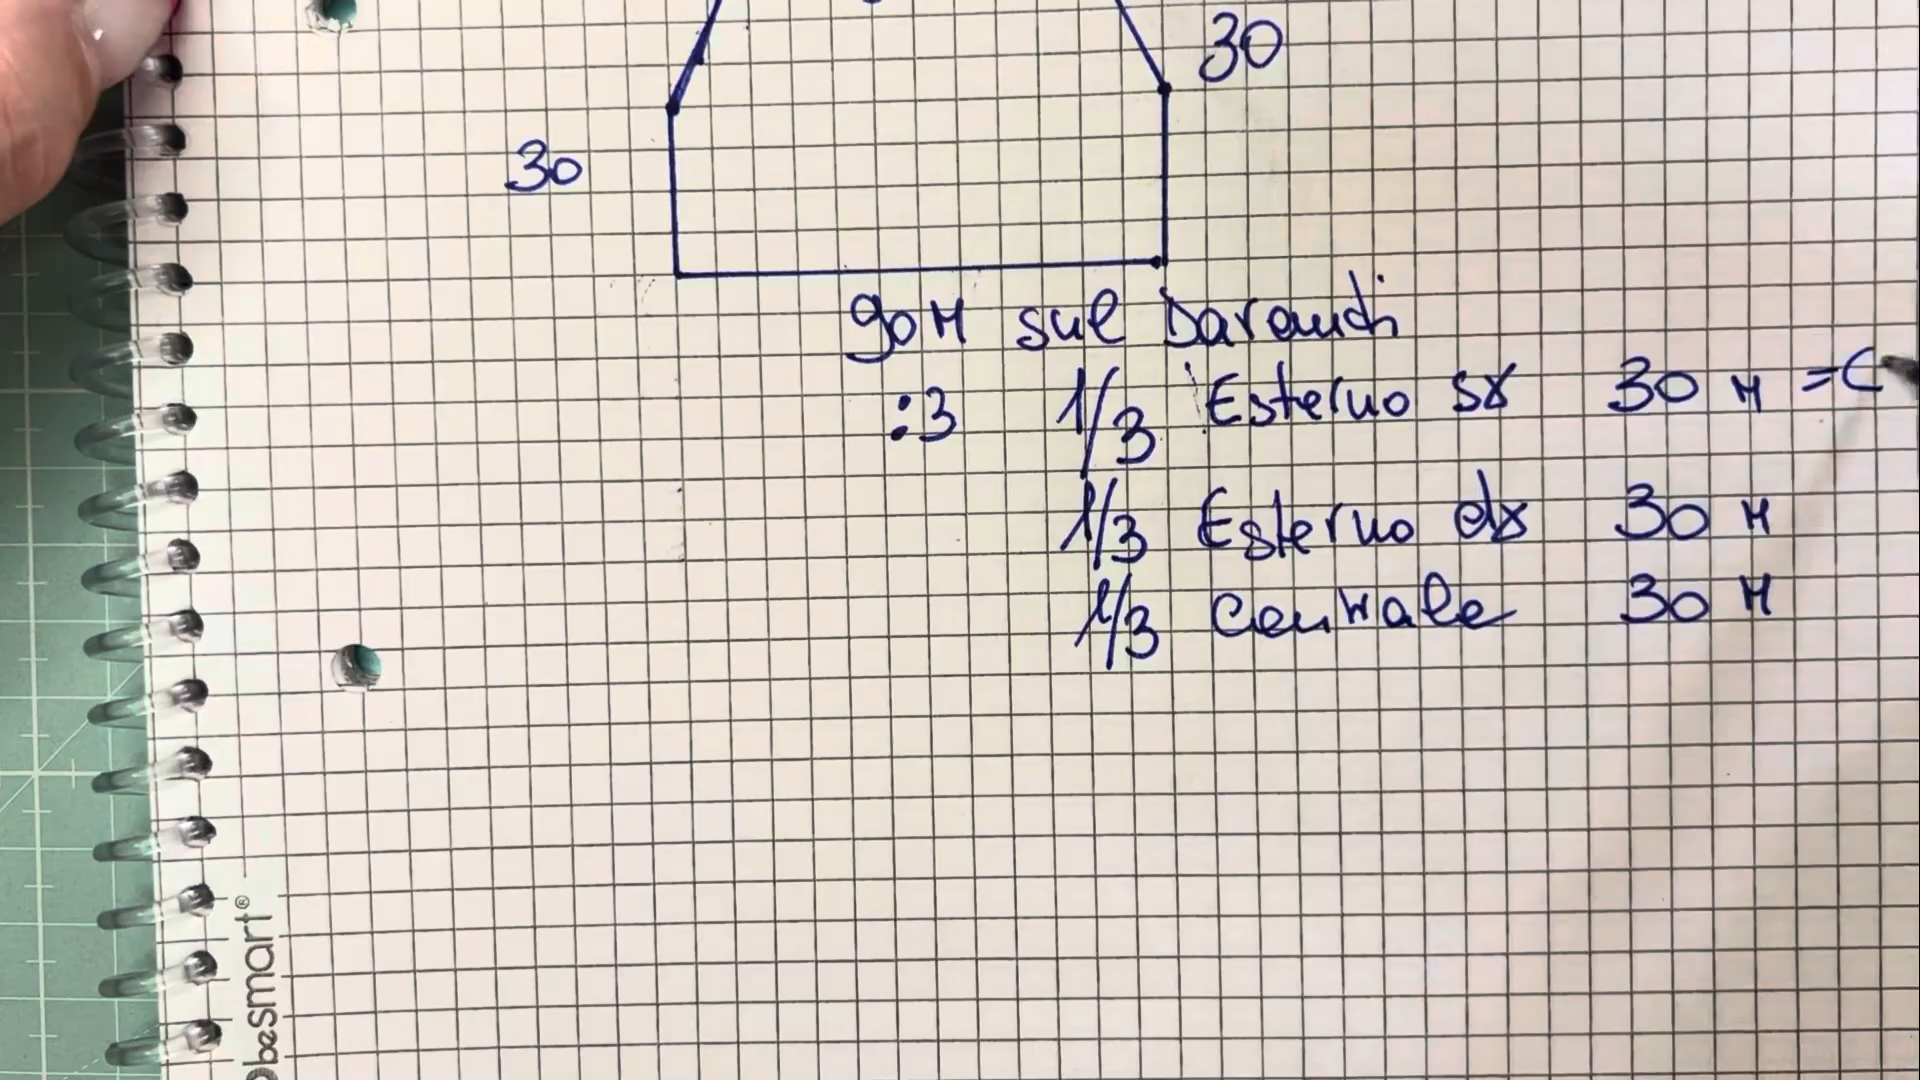 30
30
90 M sul Davanti
:3 1/3 Esterno sx 30 M = C
1/3 Esterno dx 30 M
1/3 Centrale 30 M
besmart®